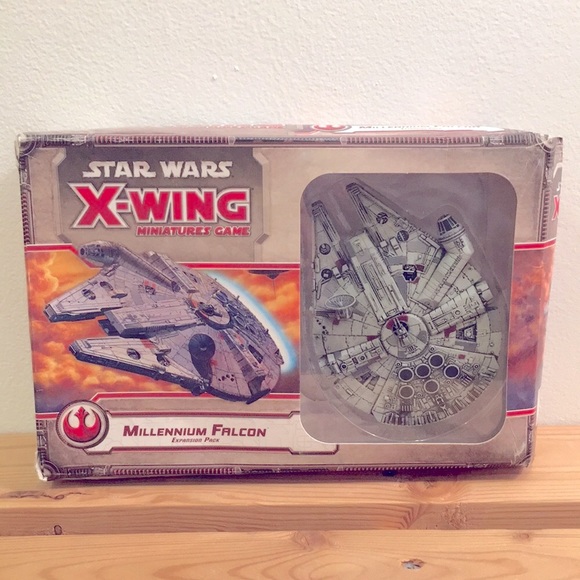 STAR WARS
X-WING
MINIATURES GAME
MILLENNIUM FALCON
EXPANSION PACK